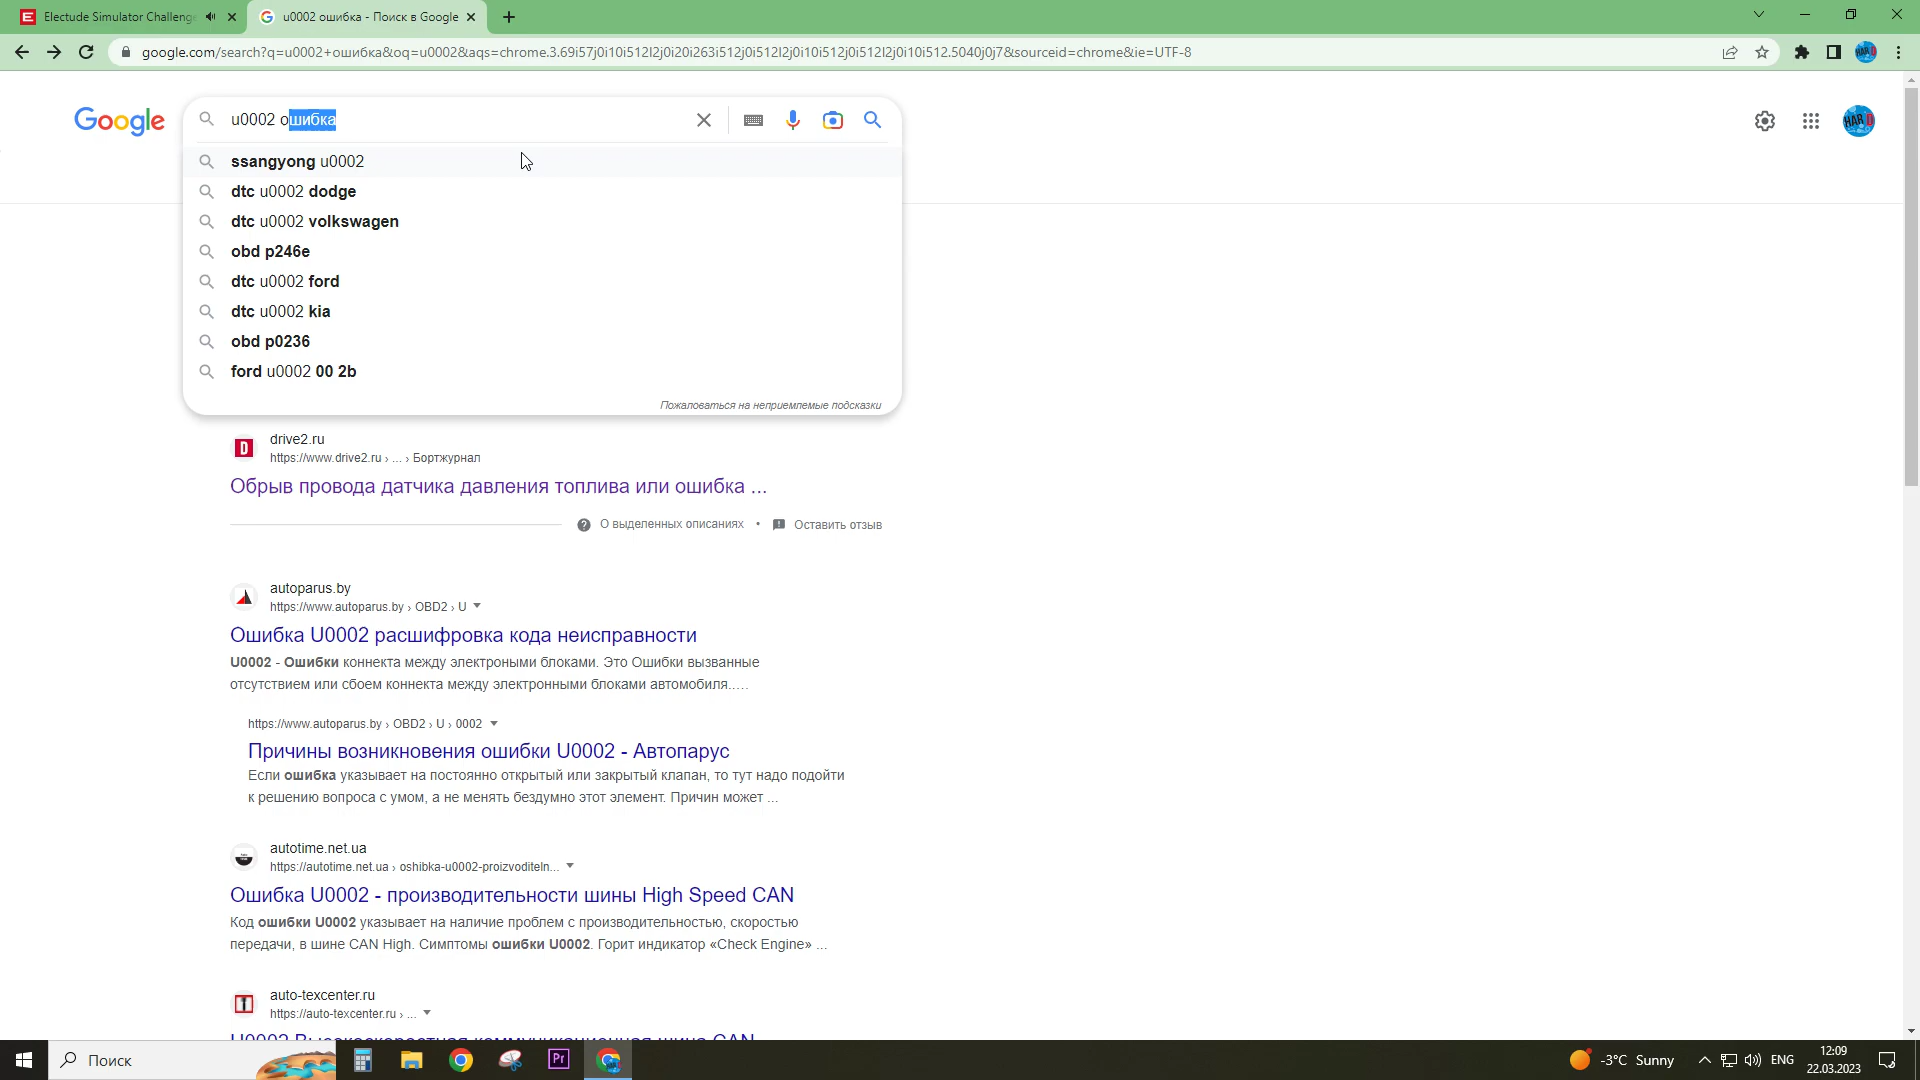 Electude Simulator Challenge
u0002 ошибка - Поиск в Google
google.com/search?q=u0002+ошибка&oq=u0002&aqs=chrome.3.69i57j0i10i512l2j0i20i263i512j0i512l2j0i10i512j0i512l2j0i10i512.5040j0j7&sourceid=chrome&ie=UTF-8
Google
u0002 ошибка
HAR D
ssangyong u0002
dtc u0002 dodge
dtc u0002 volkswagen
obd p246e
dtc u0002 ford
dtc u0002 kia
obd p0236
ford u0002 00 2b
Пожаловаться на неприемлемые подсказки
drive2.ru
https://www.drive2.ru › ... › Бортжурнал
Обрыв провода датчика давления топлива или ошибка ...
О выделенных описаниях • Оставить отзыв
autoparus.by
https://www.autoparus.by › OBD2 › U
Ошибка U0002 расшифровка кода неисправности
U0002 - Ошибки коннекта между электроными блоками. Это Ошибки вызванные
отсутствием или сбоем коннекта между электронными блоками автомобиля.…
https://www.autoparus.by › OBD2 › U › 0002
Причины возникновения ошибки U0002 - Автопарус
Если ошибка указывает на постоянно открытый или закрытый клапан, то тут надо подойти
к решению вопроса с умом, а не менять бездумно этот элемент. Причин может ...
autotime.net.ua
https://autotime.net.ua › oshibka-u0002-proizvoditeln...
Ошибка U0002 - производительности шины High Speed CAN
Код ошибки U0002 указывает на наличие проблем с производительностью, скоростью
передачи, в шине CAN High. Симптомы ошибки U0002. Горит индикатор «Check Engine» ...
auto-texcenter.ru
https://auto-texcenter.ru › ...
U0002 Высокоскоростная коммуникационная шина CAN
Поиск
Pr
-3°C Sunny
ENG
12:09
22.03.2023